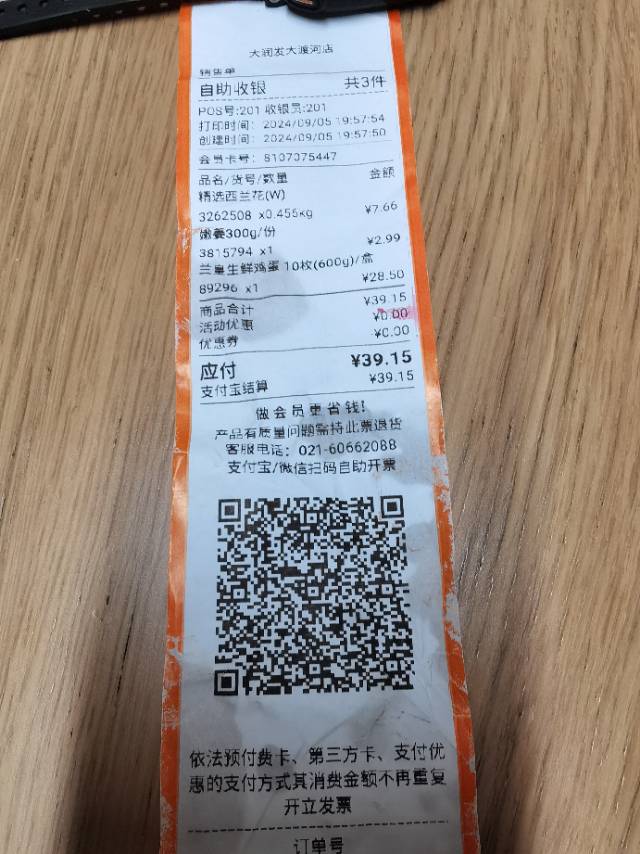 大润发大渡河店
销售单
自助收银 共3件
POS号:201 收银员:201
打印时间: 2024/09/05 19:57:54
创建时间: 2024/09/05 19:57:50
会员卡号: 8107075447
品名/货号/数量 金额
精选西兰花(W)
3262508 x0.455kg ¥7.66
嫩姜300g/份
3815794 x1 ¥2.99
兰皇生鲜鸡蛋 10枚(600g)/盒
89296 x1 ¥28.50
商品合计 ¥39.15
活动优惠 ¥0.00
优惠券 ¥0.00
应付 ¥39.15
支付宝结算 ¥39.15
做会员更省钱!
产品有质量问题需持此票退货
客服电话: 021-60662088
支付宝/微信扫码自助开票
依法预付费卡、第三方卡、支付优
惠的支付方式其消费金额不再重复
开立发票
订单号